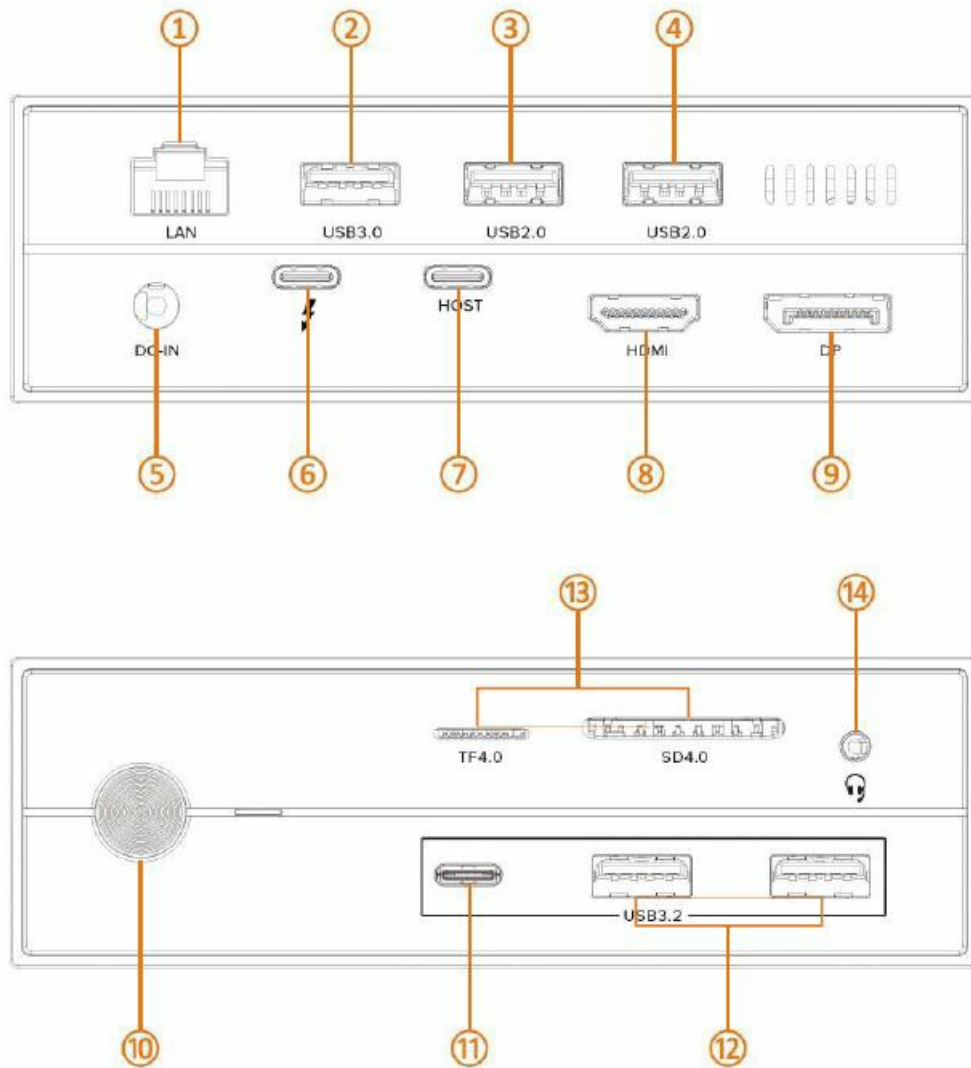 ① ② ③ ④
LAN USB3.0 USB2.0 USB2.0
HOST
DC-IN HDMI DP
⑤ ⑥ ⑦ ⑧ ⑨
⑬ ⑭
TF4.0 SD4.0
USB3.2
⑩ ⑪ ⑫